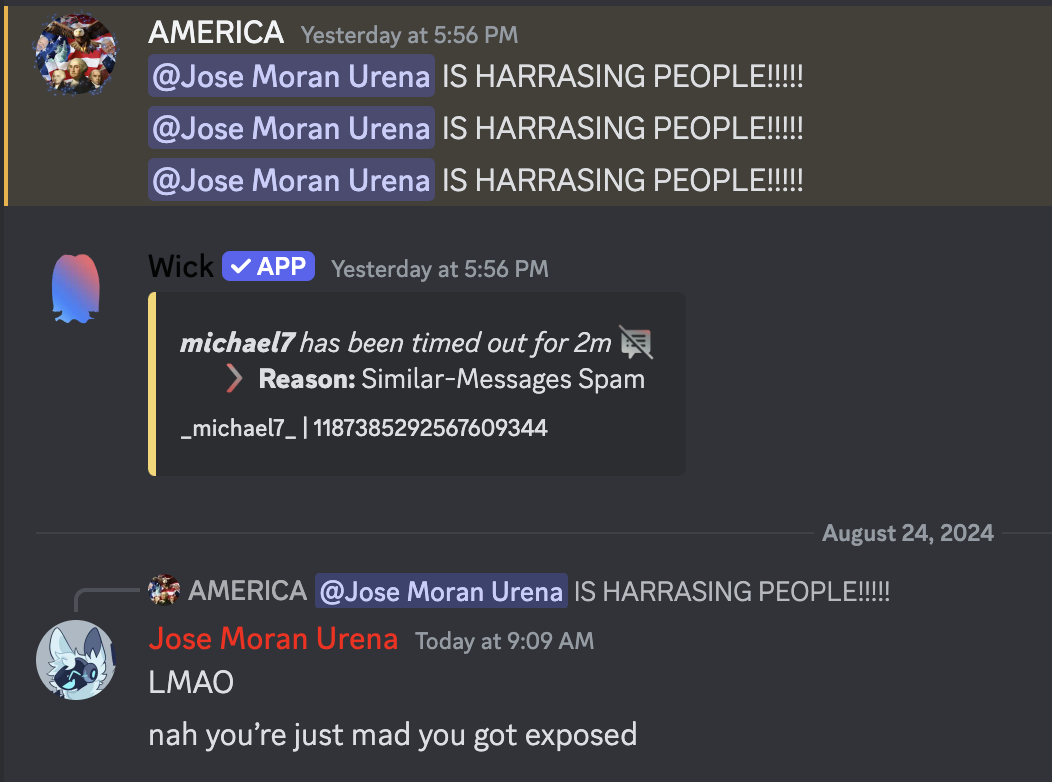 AMERICA Yesterday at 5:56 PM
@Jose Moran Urena IS HARRASING PEOPLE!!!!!
@Jose Moran Urena IS HARRASING PEOPLE!!!!!
@Jose Moran Urena IS HARRASING PEOPLE!!!!!
Wick APP Yesterday at 5:56 PM
michael7 has been timed out for 2m
Reason: Similar-Messages Spam
_michael7_ | 1187385292567609344
August 24, 2024
AMERICA @Jose Moran Urena IS HARRASING PEOPLE!!!!!
Jose Moran Urena Today at 9:09 AM
LMAO
nah you’re just mad you got exposed